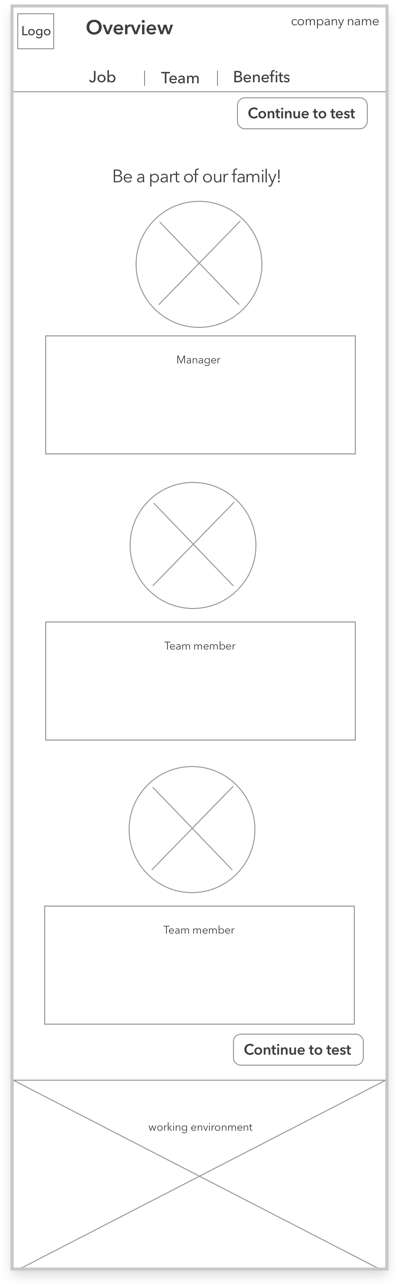 Logo
Overview
company name
Job | Team | Benefits
Continue to test
Be a part of our family!
Manager
Team member
Team member
Continue to test
working environment